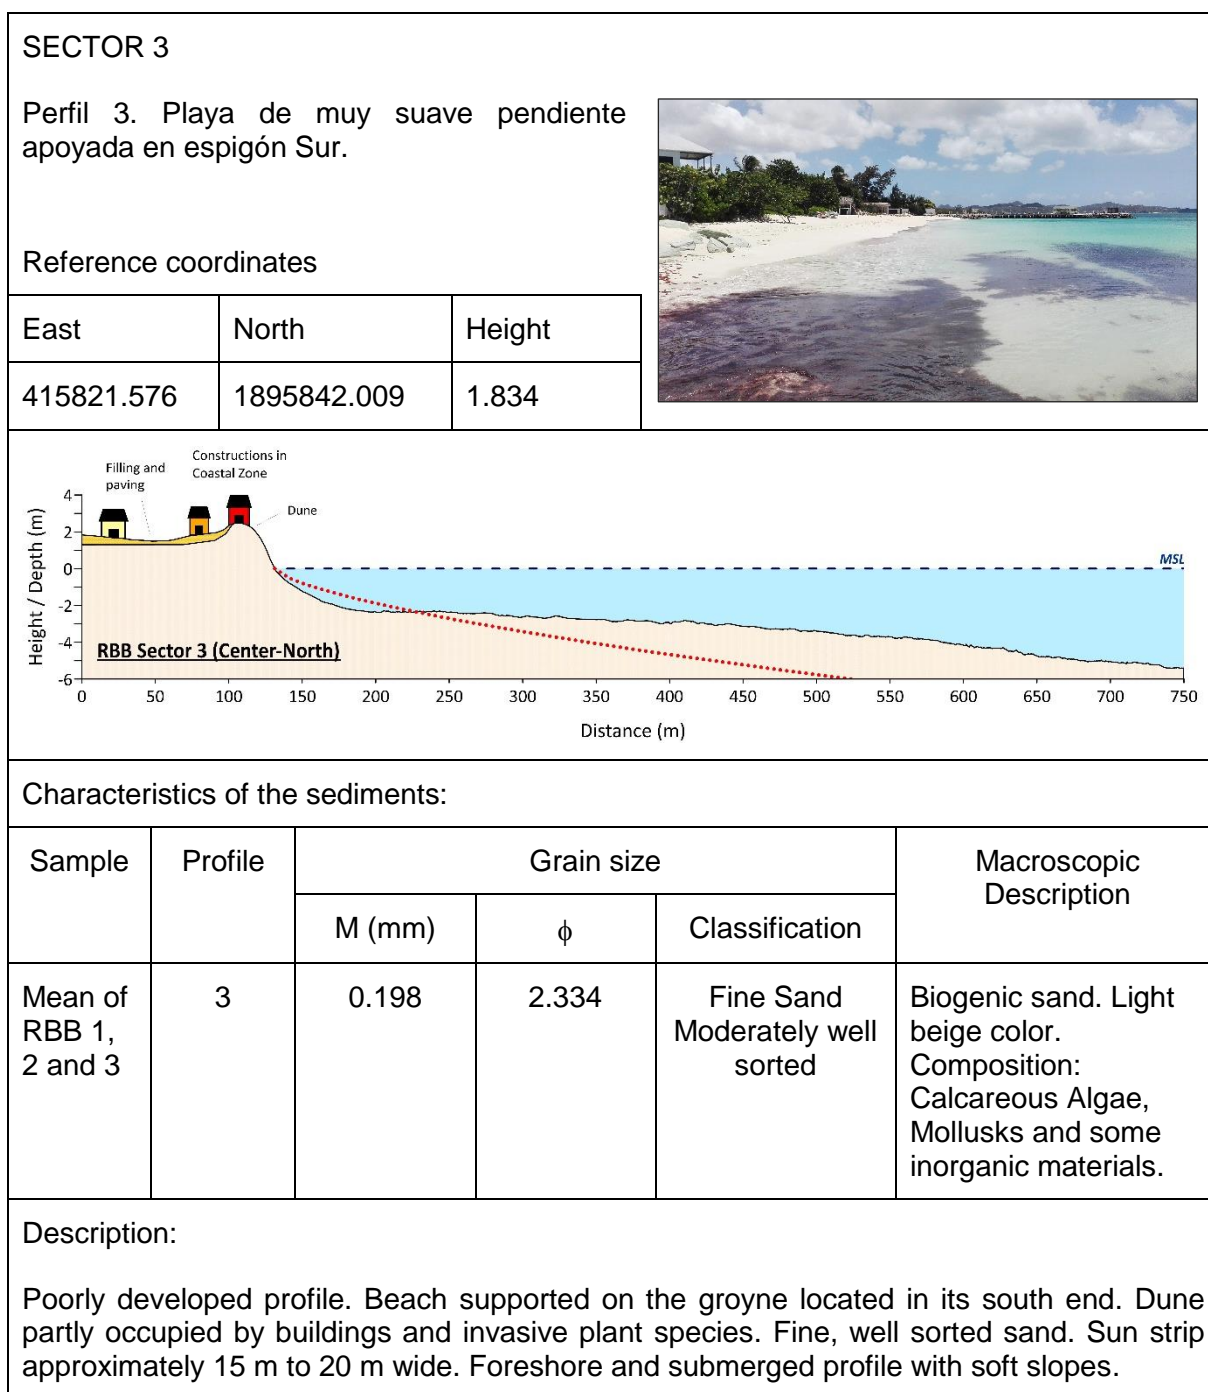 SECTOR 3
Perfil 3. Playa de muy suave pendiente
apoyada en espigón Sur.
Reference coordinates
East North Height
415821.576 1895842.009 1.834
Filling and
paving
Constructions in
Coastal Zone
Dune
4
2
0
-2
-4
-6
Height / Depth (m)
MSL
RBB Sector 3 (Center-North)
0 50 100 150 200 250 300 350 400 450 500 550 600 650 700 750
Distance (m)
Characteristics of the sediments:
Sample Profile Grain size Macroscopic
Description
M (mm) ϕ Classification
Mean of 3 0.198 2.334 Fine Sand Biogenic sand. Light
RBB 1, Moderately well beige color.
2 and 3 sorted Composition:
Calcareous Algae,
Mollusks and some
inorganic materials.
Description:
Poorly developed profile. Beach supported on the groyne located in its south end. Dune
partly occupied by buildings and invasive plant species. Fine, well sorted sand. Sun strip
approximately 15 m to 20 m wide. Foreshore and submerged profile with soft slopes.